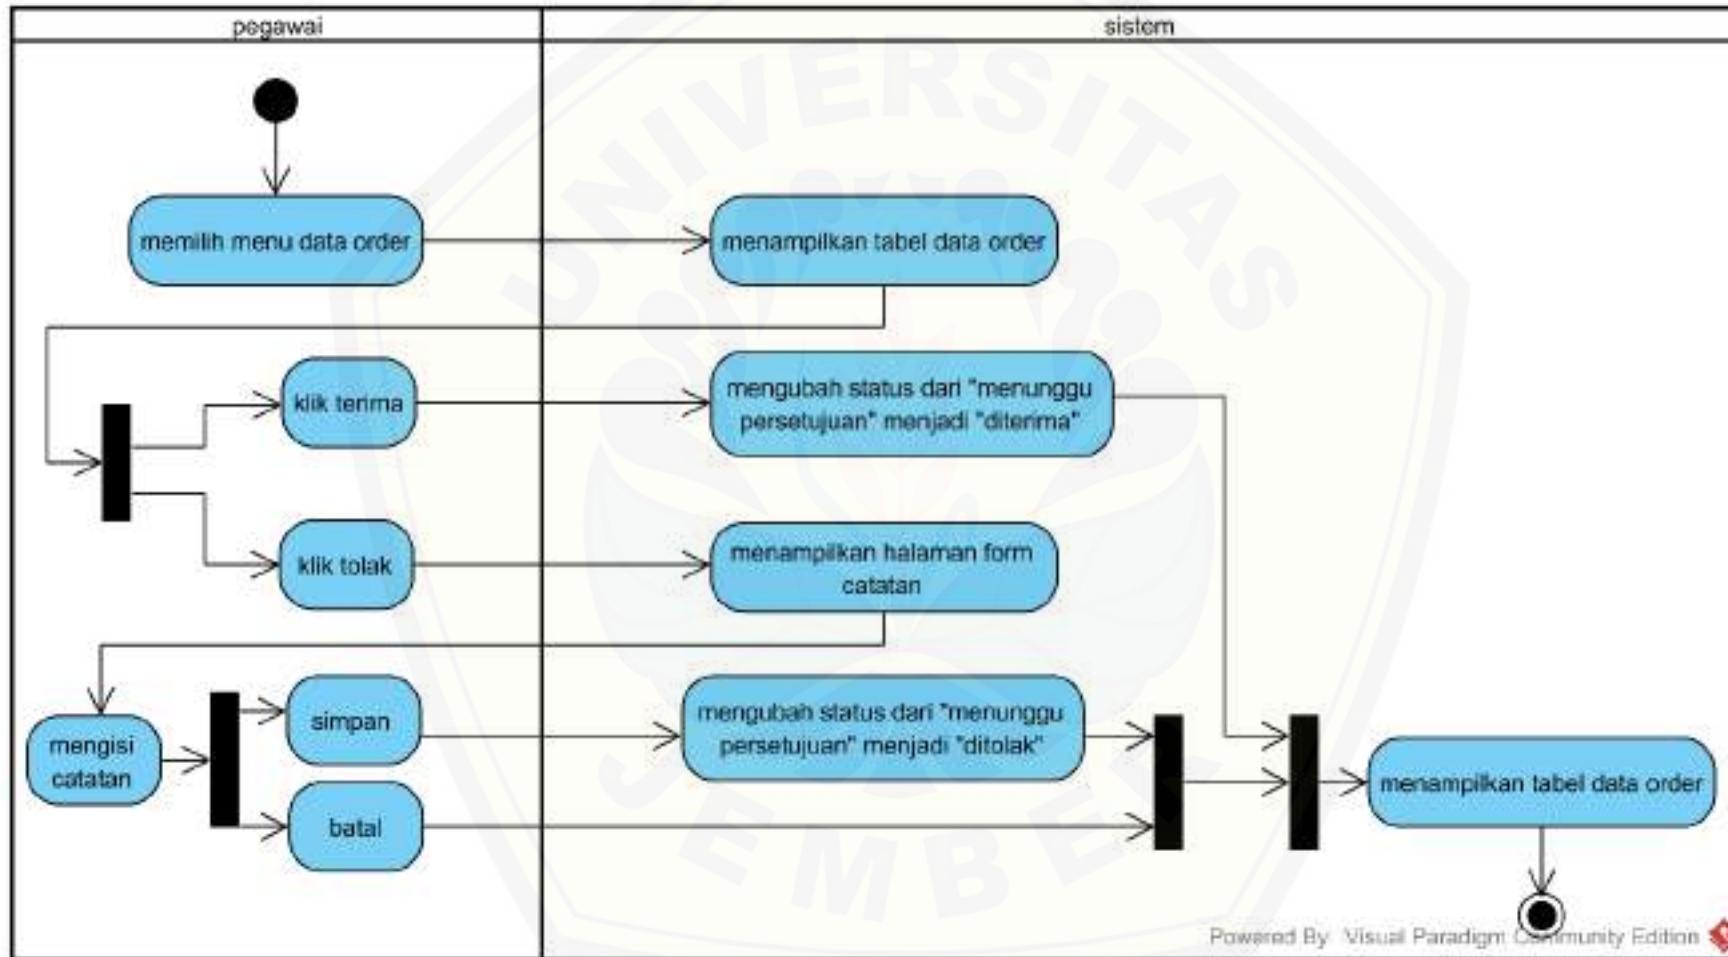 pegawai
sistem
memilih menu data order
menampilkan tabel data order
klik terima
mengubah status dari "menunggu
persetujuan" menjadi "diterima"
klik tolak
menampilkan halaman form
catatan
mengisi
catatan
simpan
batal
mengubah status dari "menunggu
persetujuan" menjadi "ditolak"
menampilkan tabel data order
UNIVERSITAS
JEMBER
Powered By Visual Paradigm Community Edition